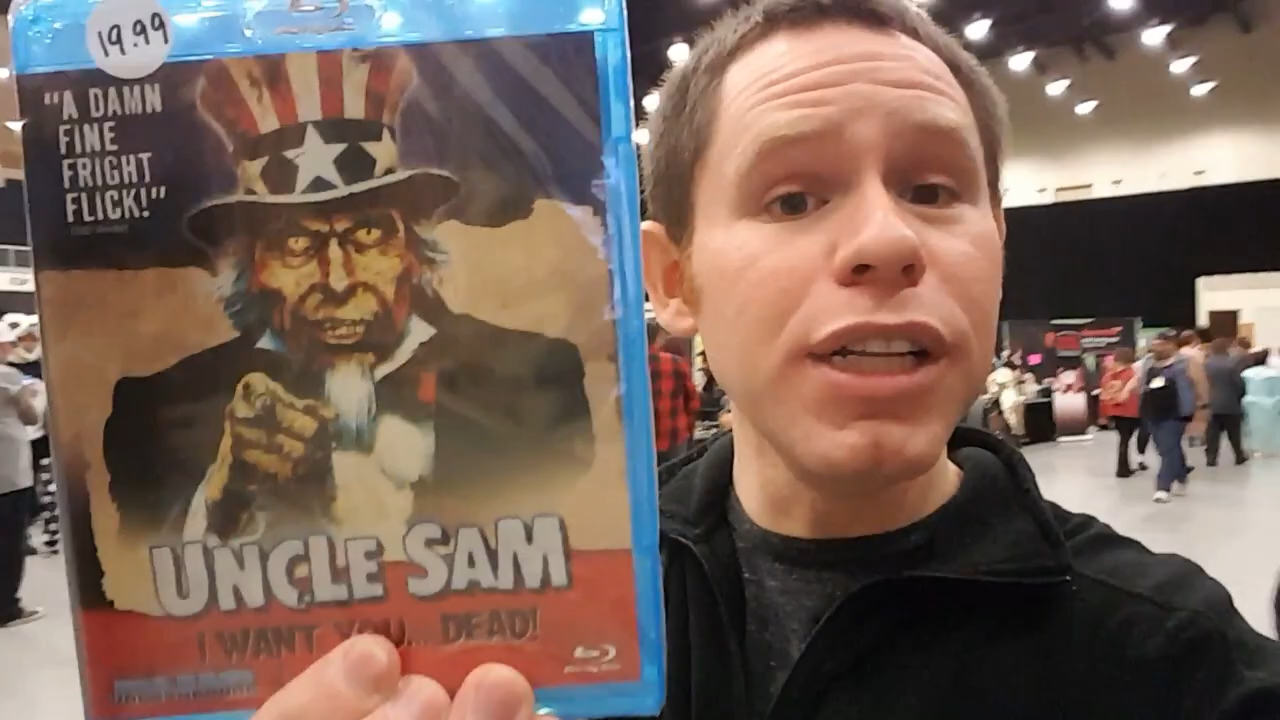 19.99
"A DAMN
FINE
FRIGHT
FLICK!"
UNCLE SAM
I WANT YOU... DEAD!